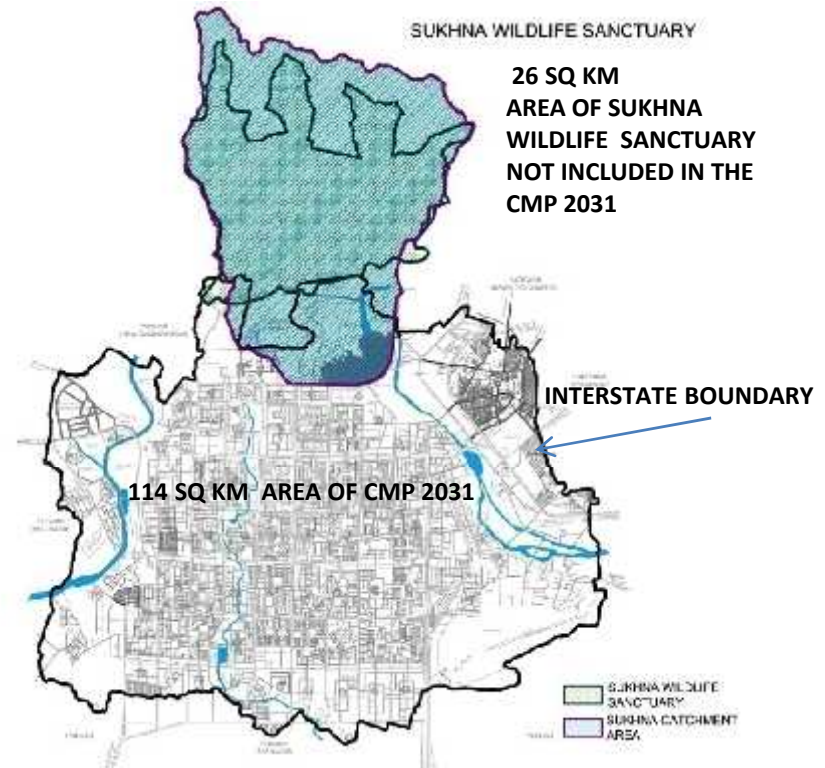 SUKHNA WILDLIFE SANCTUARY
26 SQ KM
AREA OF SUKHNA
WILDLIFE SANCTUARY
NOT INCLUDED IN THE
CMP 2031
INTERSTATE BOUNDARY
114 SQ KM AREA OF CMP 2031
SUKHNA WILDLIFE
SANCTUARY
SUKHNA CATCHMENT
AREA